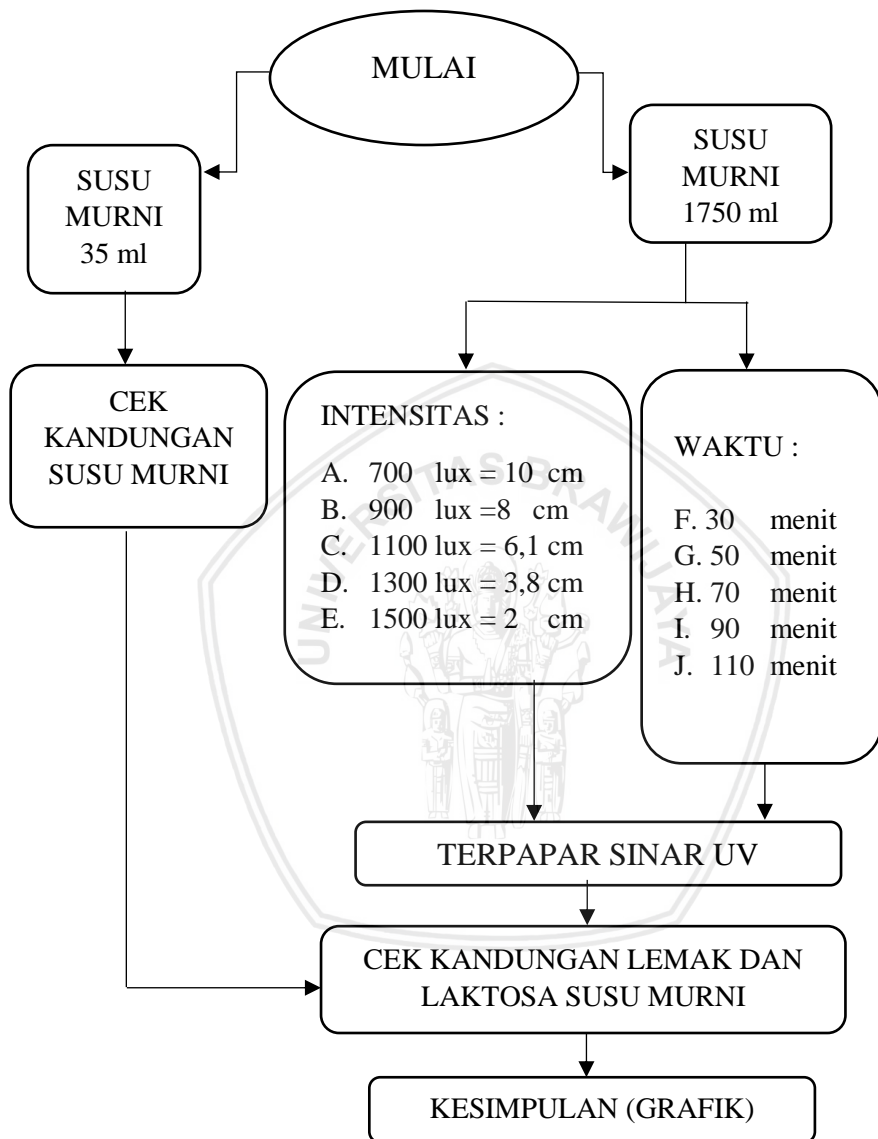 MULAI
SUSU
MURNI
35 ml
SUSU
MURNI
1750 ml
CEK
KANDUNGAN
SUSU MURNI
INTENSITAS :
A. 700 lux = 10 cm
B. 900 lux =8 cm
C. 1100 lux = 6,1 cm
D. 1300 lux = 3,8 cm
E. 1500 lux = 2 cm
WAKTU :
F. 30 menit
G. 50 menit
H. 70 menit
I. 90 menit
J. 110 menit
UNIVERSITAS BRAWIJAYA
TERPAPAR SINAR UV
CEK KANDUNGAN LEMAK DAN
LAKTOSA SUSU MURNI
KESIMPULAN (GRAFIK)